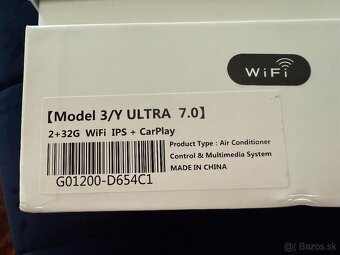 WiFi
【Model 3/Y ULTRA 7.0】
2+32G WiFi IPS + CarPlay
Product Type: Air Conditioner
Control & Multimedia System
MADE IN CHINA
G01200-D654C1
bazos.sk